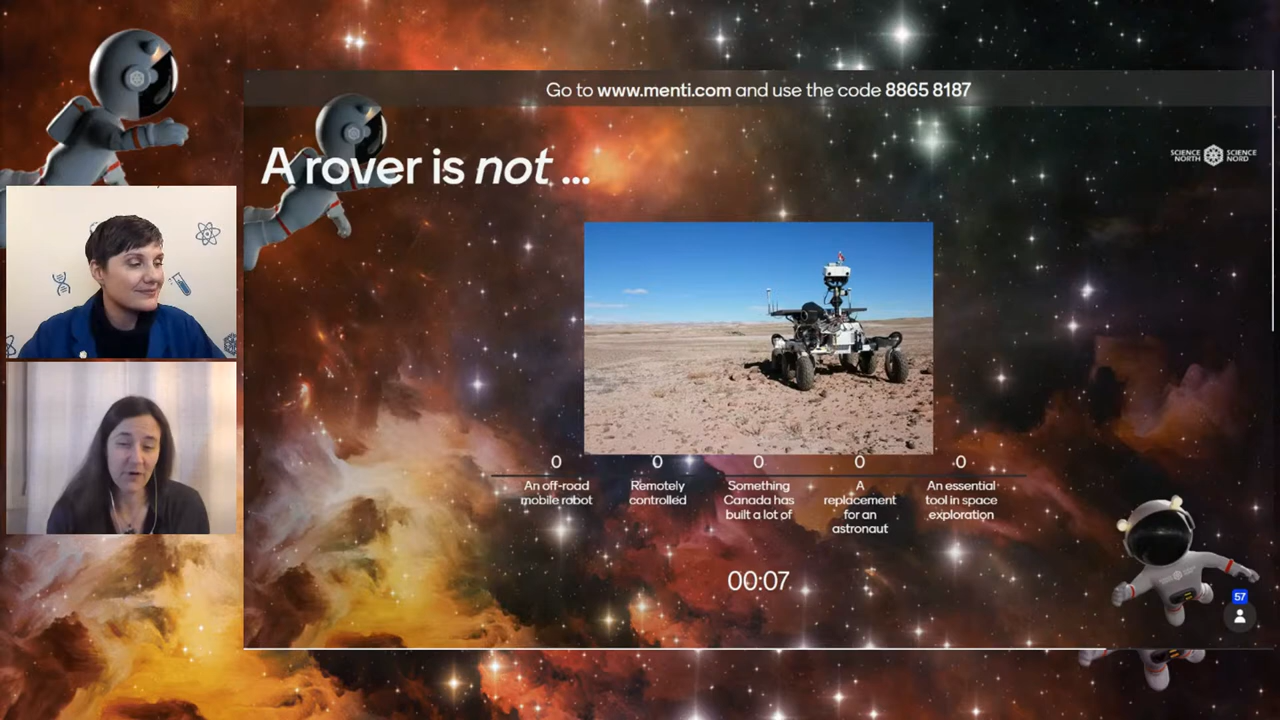 Go to www.menti.com and use the code 8865 8187
A rover is not ...
SCIENCE NORTH SCIENCE NORD
0 0 0 0 0
An off-road
mobile robot
Remotely
controlled
Something
Canada has
built a lot of
A
replacement
for an
astronaut
An essential
tool in space
exploration
00:07
57